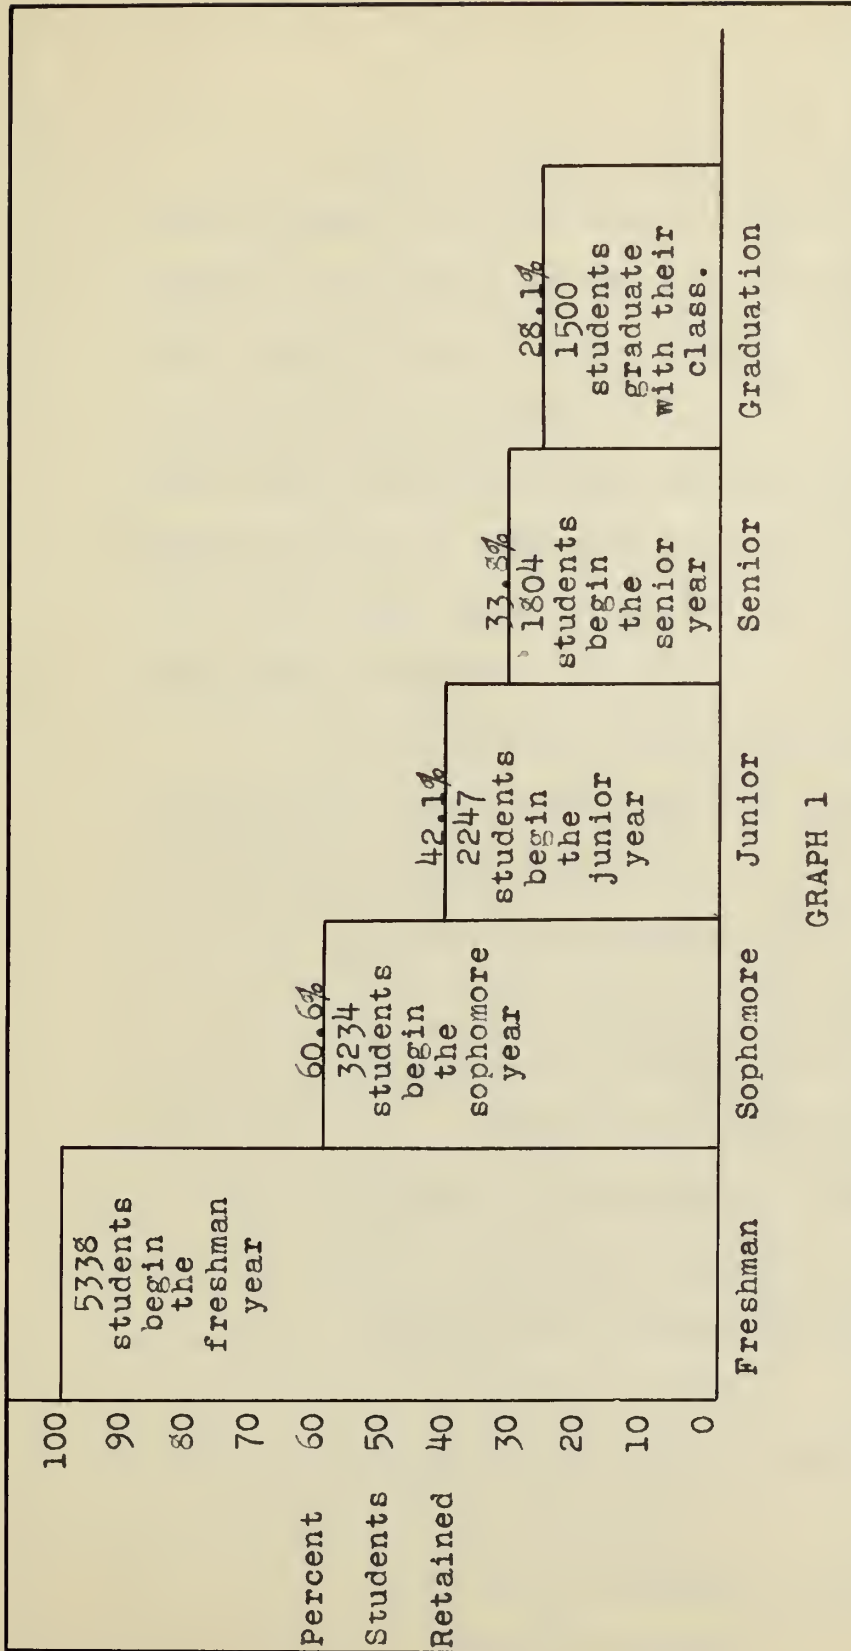 100
90
80
70
Percent 60
Students 50
Retained 40
30
20
10
0
5338
students
begin
the
freshman
year
60.6%
3234
students
begin
the
sophomore
year
42.1%
2247
students
begin
the
junior
year
33.8%
1804
students
begin
the
senior
year
28.1%
1500
students
graduate
with their
class.
Freshman Sophomore Junior Senior Graduation
GRAPH 1